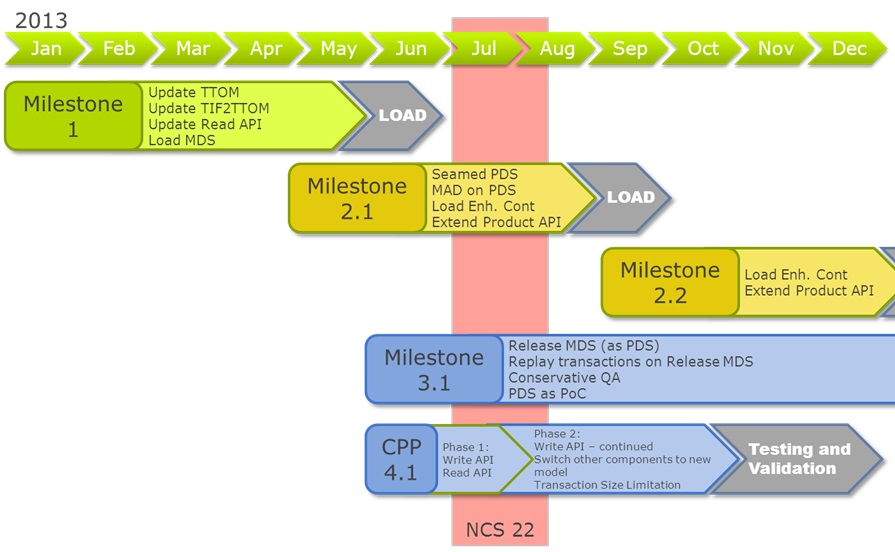 2013
Jan Feb Mar Apr May Jun Jul Aug Sep Oct Nov Dec
Milestone
1
Update TTOM
Update TIF2TTOM
Update Read API
Load MDS
LOAD
Milestone
2.1
Seamed PDS
MAD on PDS
Load Enh. Cont
Extend Product API
LOAD
Milestone
2.2
Load Enh. Cont
Extend Product API
Milestone
3.1
Release MDS (as PDS)
Replay transactions on Release MDS
Conservative QA
PDS as PoC
CPP
4.1
Phase 1:
Write API
Read API
Phase 2:
Write API – continued
Switch other components to new
model
Transaction Size Limitation
Testing and
Validation
NCS 22